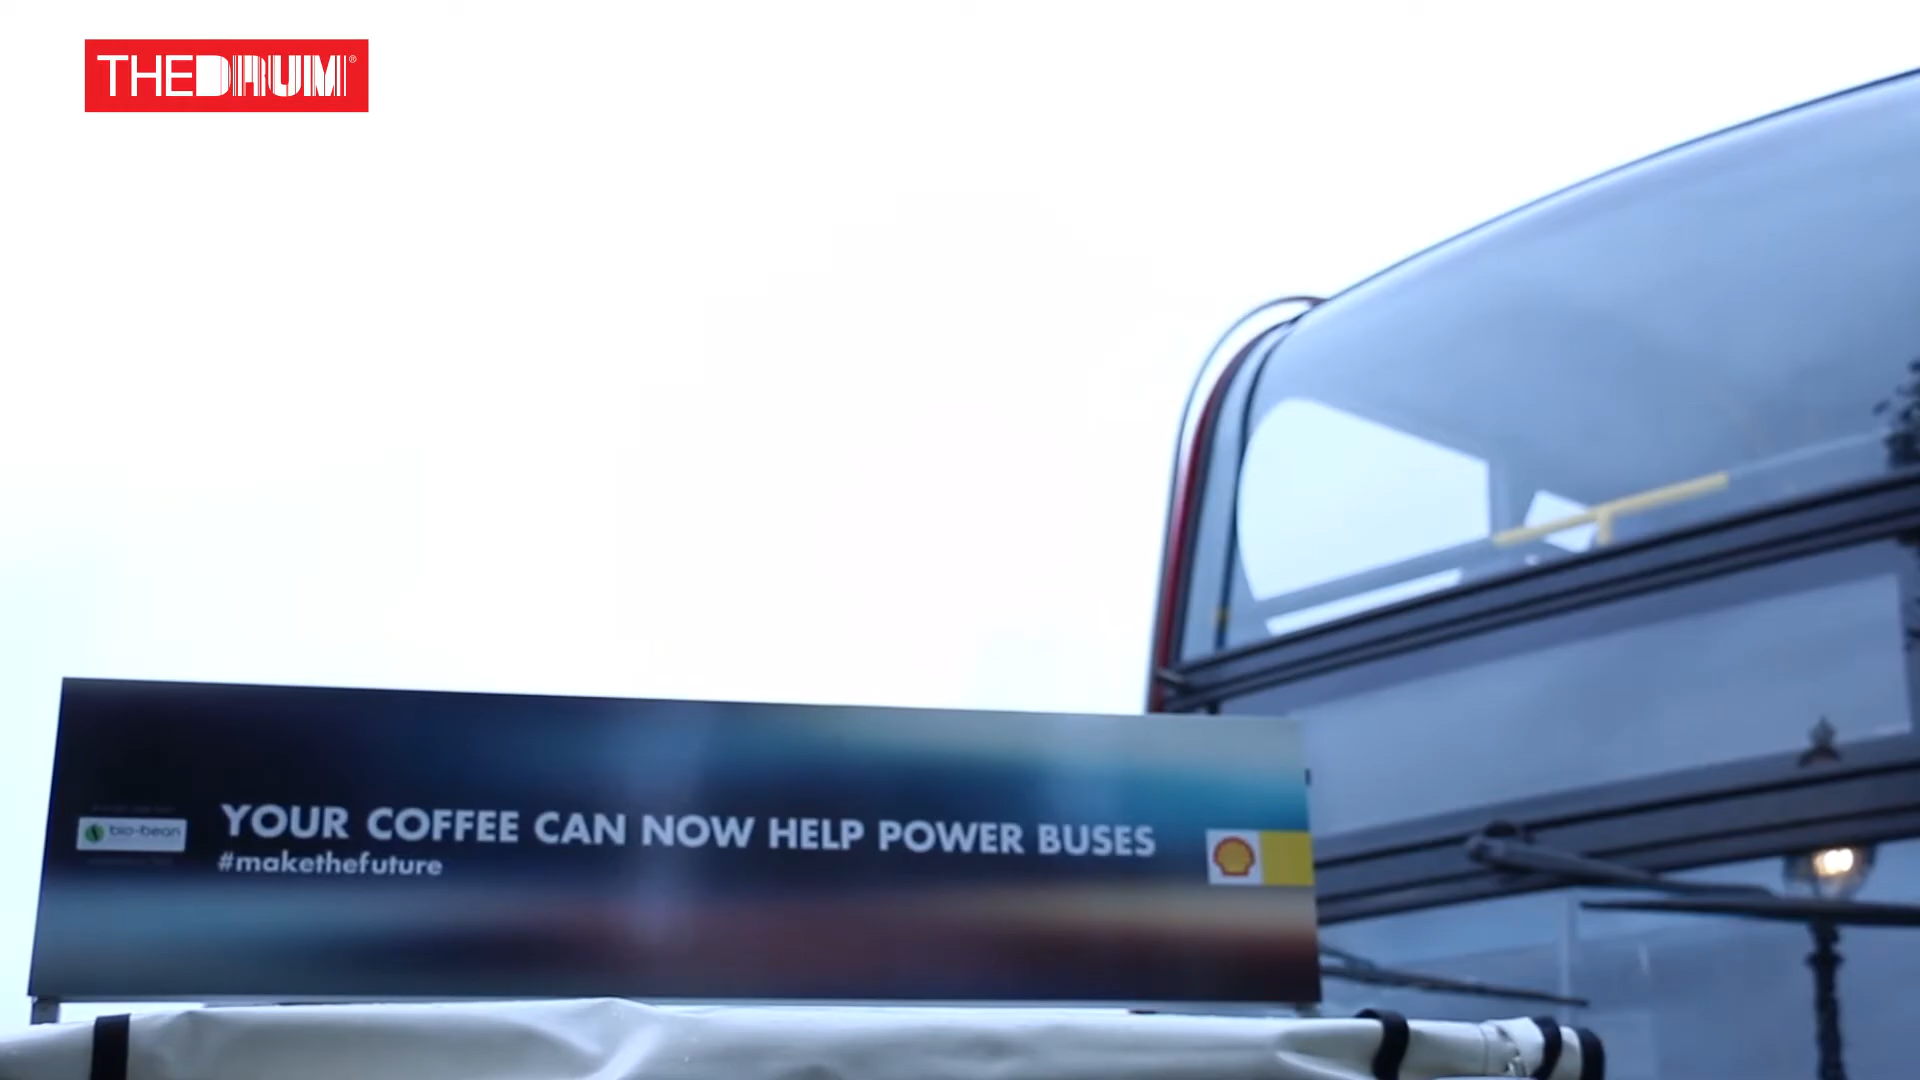 THEDRUM®
YOUR COFFEE CAN NOW HELP POWER BUSES
bio-bean
#makethefuture